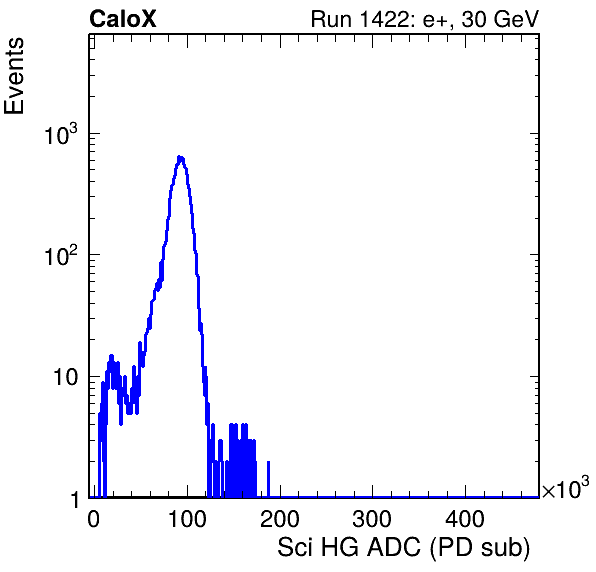 CaloX Run 1422: e+, 30 GeV
Events
10³
10²
10
1
0 100 200 300 400 ×10³
Sci HG ADC (PD sub)